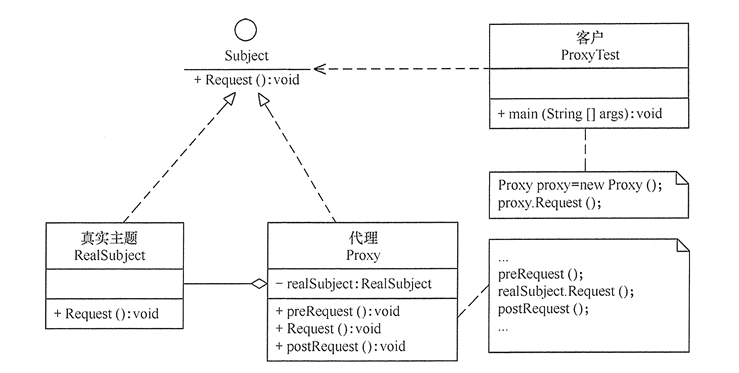 Subject
+ Request ( ): void
客户
ProxyTest
+ main (String [ ] args): void
Proxy proxy=new Proxy ( );
proxy.Request ( );
真实主题
RealSubject
+ Request ( ): void
代理
Proxy
− realSubject: RealSubject
+ preRequest ( ): void
+ Request ( ): void
+ postRequest ( ): void
...
preRequest ( );
realSubject.Request ( );
postRequest ( );
...